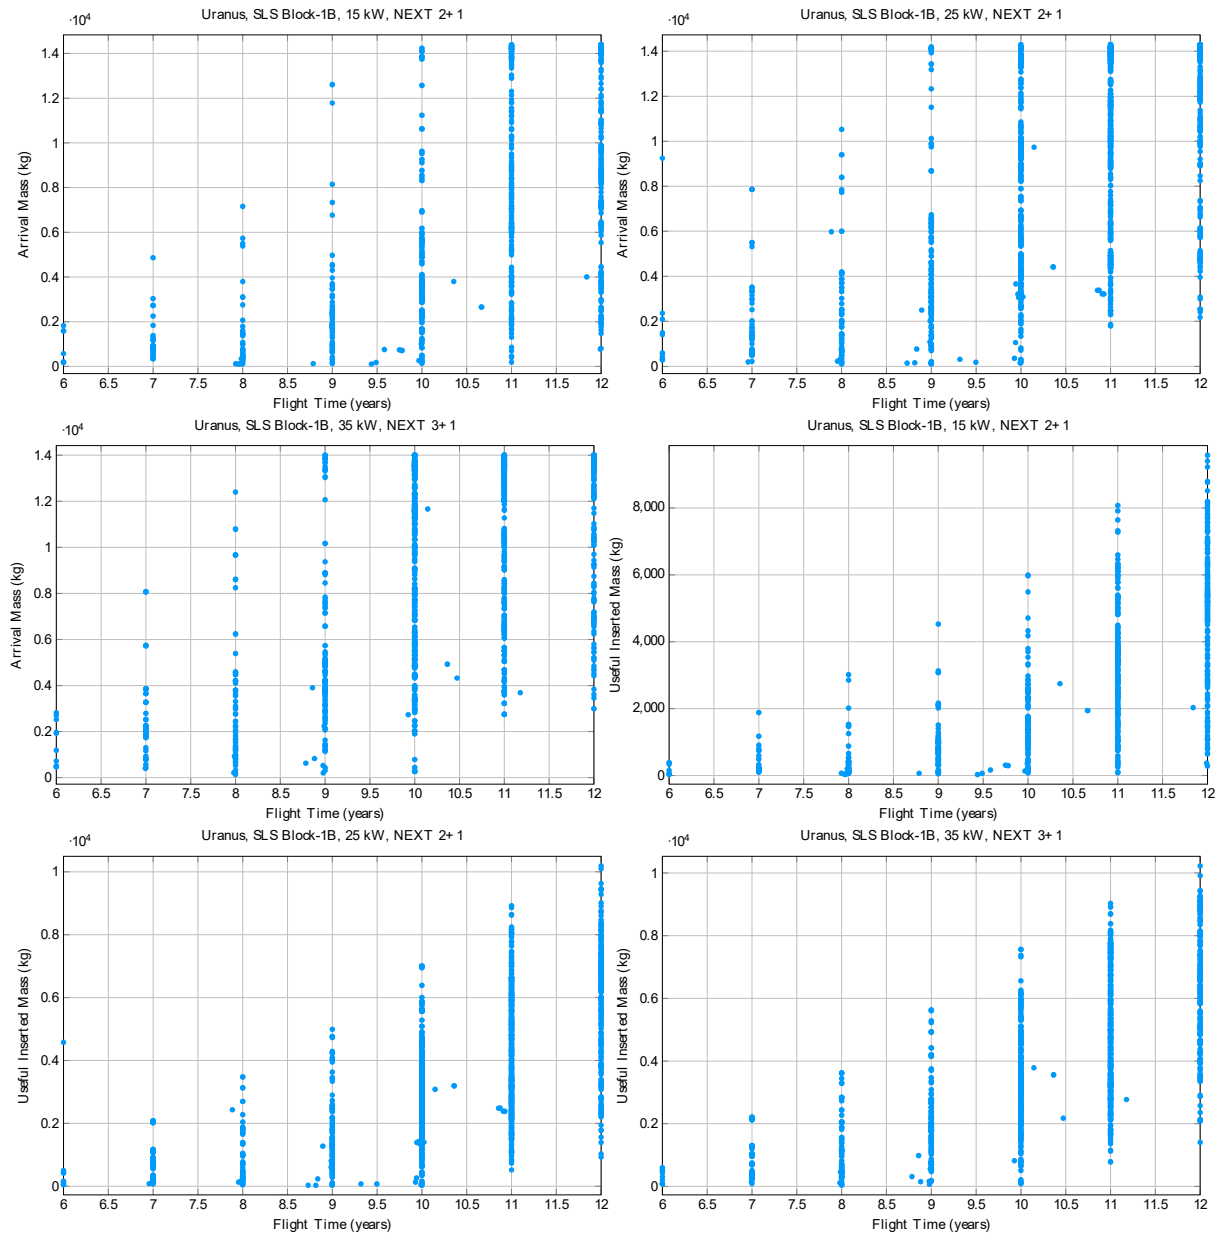 Uranus, SLS Block-1B, 15 kW, NEXT 2+1
·10⁴
1.4
1.2
1
0.8
0.6
0.4
0.2
0
6 6.5 7 7.5 8 8.5 9 9.5 10 10.5 11 11.5 12
Arrival Mass (kg)
Flight Time (years)
Uranus, SLS Block-1B, 25 kW, NEXT 2+1
·10⁴
1.4
1.2
1
0.8
0.6
0.4
0.2
0
6 6.5 7 7.5 8 8.5 9 9.5 10 10.5 11 11.5 12
Arrival Mass (kg)
Flight Time (years)
Uranus, SLS Block-1B, 35 kW, NEXT 3+1
·10⁴
1.4
1.2
1
0.8
0.6
0.4
0.2
0
6 6.5 7 7.5 8 8.5 9 9.5 10 10.5 11 11.5 12
Arrival Mass (kg)
Flight Time (years)
Uranus, SLS Block-1B, 15 kW, NEXT 2+1
8,000
6,000
4,000
2,000
0
6 6.5 7 7.5 8 8.5 9 9.5 10 10.5 11 11.5 12
Useful Inserted Mass (kg)
Flight Time (years)
Uranus, SLS Block-1B, 25 kW, NEXT 2+1
·10⁴
1
0.8
0.6
0.4
0.2
0
6 6.5 7 7.5 8 8.5 9 9.5 10 10.5 11 11.5 12
Useful Inserted Mass (kg)
Flight Time (years)
Uranus, SLS Block-1B, 35 kW, NEXT 3+1
·10⁴
1
0.8
0.6
0.4
0.2
0
6 6.5 7 7.5 8 8.5 9 9.5 10 10.5 11 11.5 12
Useful Inserted Mass (kg)
Flight Time (years)